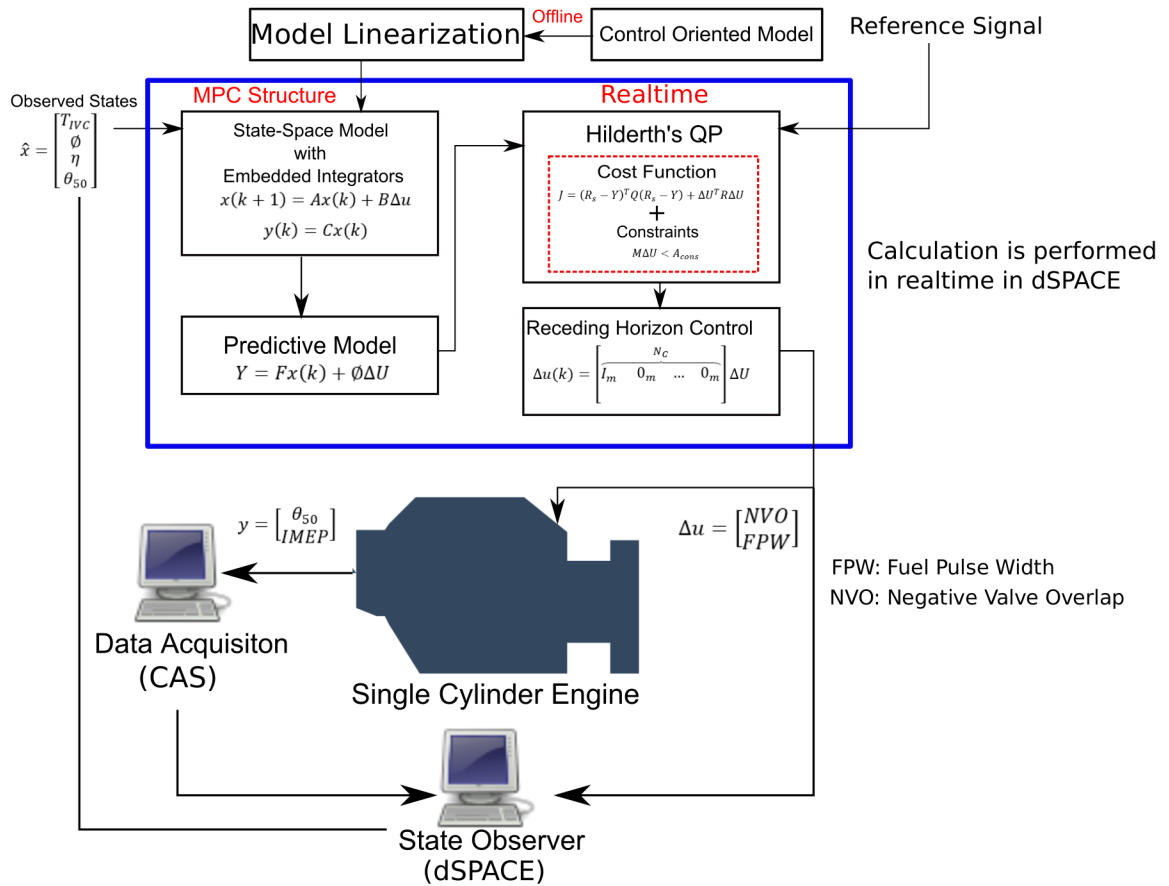 Model Linearization
Offline
Control Oriented Model
Reference Signal
Observed States
x̂ = [T_IVC
∅
η
θ_50]
MPC Structure
Realtime
State-Space Model
with
Embedded Integrators
x(k + 1) = Ax(k) + BΔu
y(k) = Cx(k)
Hilderth's QP
Cost Function
J = (R_s − Y)^T Q(R_s − Y) + ΔU^T RΔU
+
Constraints
MΔU < A_cons
Calculation is performed
in realtime in dSPACE
Predictive Model
Y = Fx(k) + ∅ΔU
Receding Horizon Control
N_C
Δu(k) = [I_m 0_m … 0_m] ΔU
y = [θ_50
IMEP]
Δu = [NVO
FPW]
FPW: Fuel Pulse Width
NVO: Negative Valve Overlap
Data Acquisiton
(CAS)
Single Cylinder Engine
State Observer
(dSPACE)